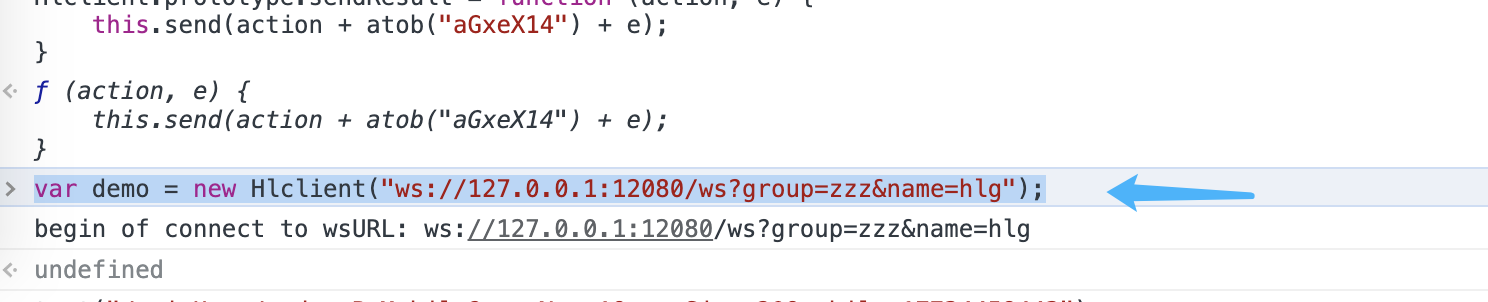 Hlclient.prototype.sendResult = function (action, e) {
this.send(action + atob("aGxeX14") + e);
}
f (action, e) {
this.send(action + atob("aGxeX14") + e);
}
> var demo = new Hlclient("ws://127.0.0.1:12080/ws?group=zzz&name=hlg");
begin of connect to wsURL: ws://127.0.0.1:12080/ws?group=zzz&name=hlg
undefined